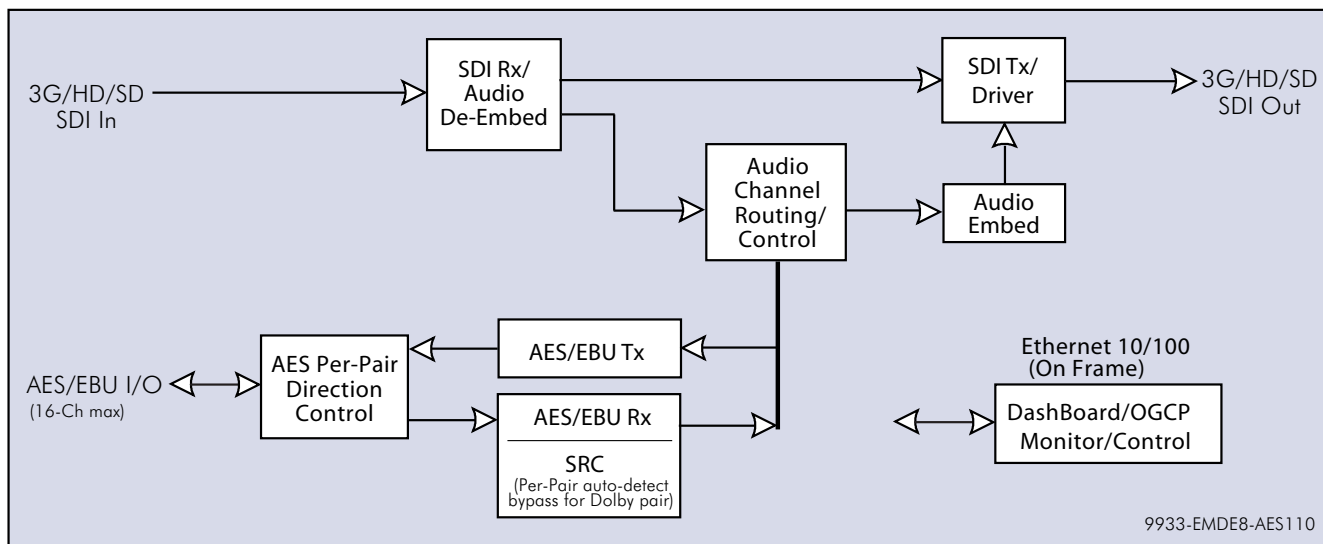 3G/HD/SD
SDI In
SDI Rx/
Audio
De-Embed
SDI Tx/
Driver
3G/HD/SD
SDI Out
Audio
Channel
Routing/
Control
Audio
Embed
AES/EBU I/O
(16-Ch max)
AES Per-Pair
Direction
Control
AES/EBU Tx
AES/EBU Rx
SRC
(Per-Pair auto-detect
bypass for Dolby pair)
Ethernet 10/100
(On Frame)
DashBoard/OGCP
Monitor/Control
9933-EMDE8-AES110